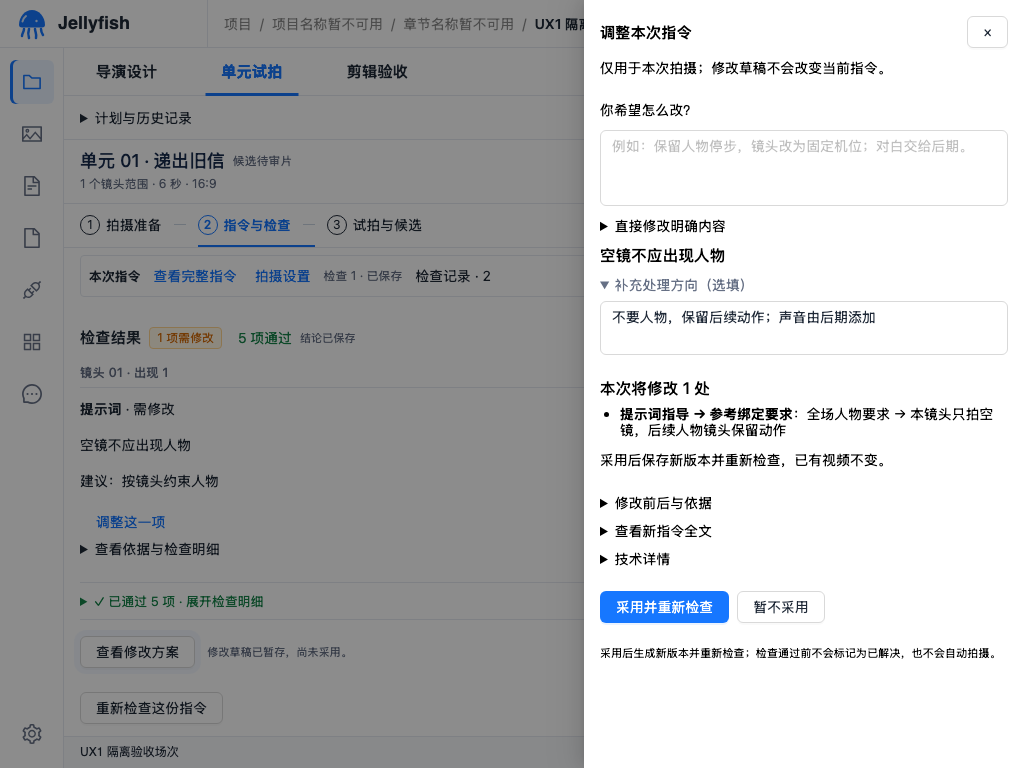 Jellyfish
项目 / 项目名称暂不可用 / 章节名称暂不可用 / UX1 隔
导演设计 单元试拍 剪辑验收
▶ 计划与历史记录
单元 01 · 递出旧信 候选待审片
1 个镜头范围 · 6 秒 · 16:9
1 拍摄准备 — 2 指令与检查 — 3 试拍与候选
本次指令 查看完整指令 拍摄设置 检查 1 · 已保存 检查记录 · 2
检查结果 1 项需修改 5 项通过 结论已保存
镜头 01 · 出现 1
提示词 · 需修改
空镜不应出现人物
建议：按镜头约束人物
调整这一项
▶ 查看依据与检查明细
▶ ✓ 已通过 5 项 · 展开检查明细
查看修改方案 修改草稿已暂存，尚未采用。
重新检查这份指令
UX1 隔离验收场次
调整本次指令 ×
仅用于本次拍摄；修改草稿不会改变当前指令。
你希望怎么改?
例如：保留人物停步，镜头改为固定机位；对白交给后期。
▶ 直接修改明确内容
空镜不应出现人物
▼ 补充处理方向（选填）
不要人物，保留后续动作；声音由后期添加
本次将修改 1 处
• 提示词指导 → 参考绑定要求：全场人物要求 → 本镜头只拍空
镜，后续人物镜头保留动作
采用后保存新版本并重新检查，已有视频不变。
▶ 修改前后与依据
▶ 查看新指令全文
▶ 技术详情
采用并重新检查 暂不采用
采用后生成新版本并重新检查；检查通过前不会标记为已解决，也不会自动拍摄。